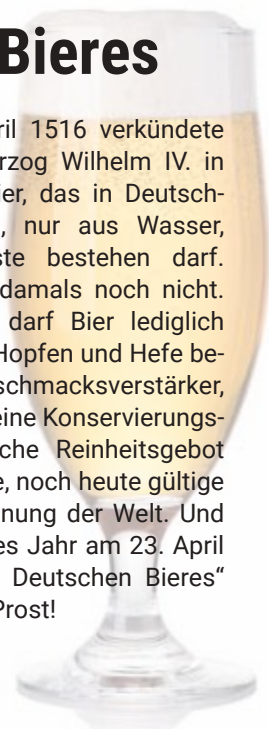 Bieres
ril 1516 verkündete
rzog Wilhelm IV. in
ier, das in Deutsch-
, nur aus Wasser,
ste bestehen darf.
damals noch nicht.
darf Bier lediglich
Hopfen und Hefe be-
schmacksverstärker,
eine Konservierungs-
che Reinheitsgebot
e, noch heute gültige
nung der Welt. Und
es Jahr am 23. April
Deutschen Bieres“
Prost!